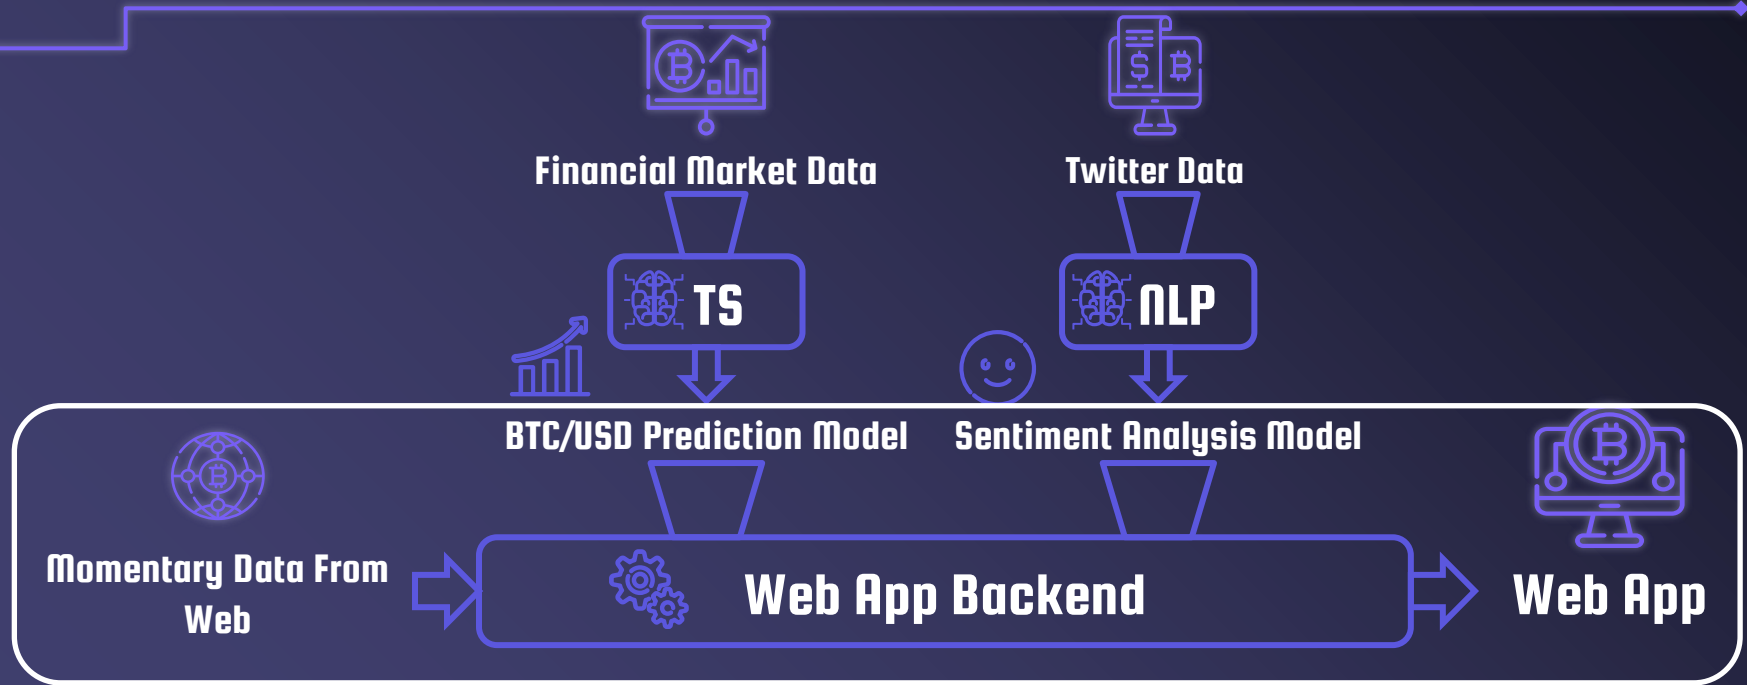 Financial Market Data
Twitter Data
TS
NLP
BTC/USD Prediction Model
Sentiment Analysis Model
Momentary Data From
Web
Web App Backend
Web App